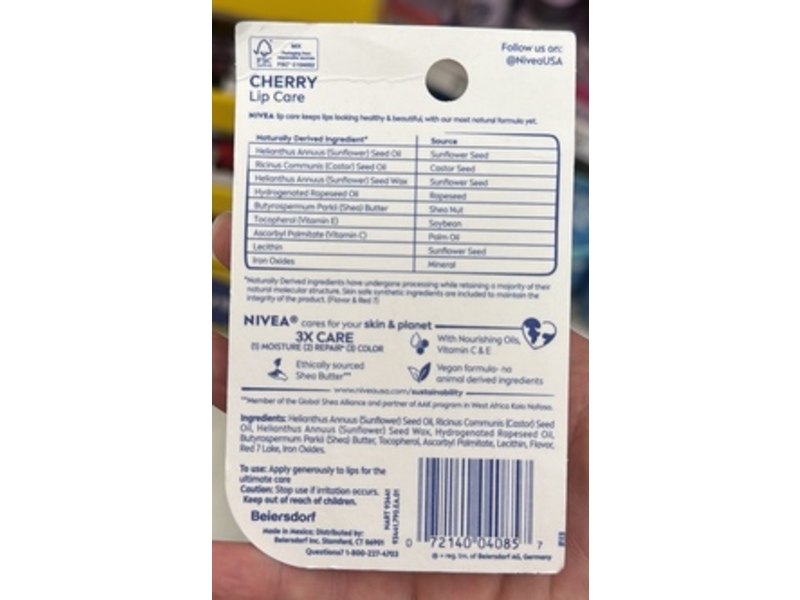 FSC
MIX
FSC® C104992
Follow us on:
@NiveaUSA
CHERRY
Lip Care
NIVEA lip care keeps lips looking healthy & beautiful, with our most natural formula yet.
Naturally Derived Ingredient* Source
Helianthus Annuus (Sunflower) Seed Oil Sunflower Seed
Ricinus Communis (Castor) Seed Oil Castor Seed
Helianthus Annuus (Sunflower) Seed Wax Sunflower Seed
Hydrogenated Rapeseed Oil Rapeseed
Butyrospermum Parkii (Shea) Butter Shea Nut
Tocopherol (Vitamin E) Soybean
Ascorbyl Palmitate (Vitamin C) Palm Oil
Lecithin Sunflower Seed
Iron Oxides Mineral
*Naturally Derived ingredients have undergone processing while retaining a majority of their
natural molecular structure. Skin safe synthetic ingredients are included to maintain the
integrity of the product. (Flavor & Red 7)
NIVEA® cares for your skin & planet
3X CARE
(1) MOISTURE (2) REPAIR* (3) COLOR
With Nourishing Oils,
Vitamin C & E
Ethically sourced
Shea Butter**
Vegan formula- no
animal derived ingredients
www.niveausa.com/sustainability
**Member of the Global Shea Alliance and partner of AAK program in West Africa Kolo Nafaso.
Ingredients: Helianthus Annuus (Sunflower) Seed Oil, Ricinus Communis (Castor) Seed
Oil, Helianthus Annuus (Sunflower) Seed Wax, Hydrogenated Rapeseed Oil,
Butyrospermum Parkii (Shea) Butter, Tocopherol, Ascorbyl Palmitate, Lecithin, Flavor,
Red 7 Lake, Iron Oxides.
To use: Apply generously to lips for the
ultimate care
Caution: Stop use if irritation occurs.
Keep out of reach of children.
Beiersdorf
Made in Mexico; Distributed by:
Beiersdorf Inc. Stamford, CT 06901
Questions? 1-800-227-4703
0 72140 04085 7
® = reg. tm. of Beiersdorf AG, Germany